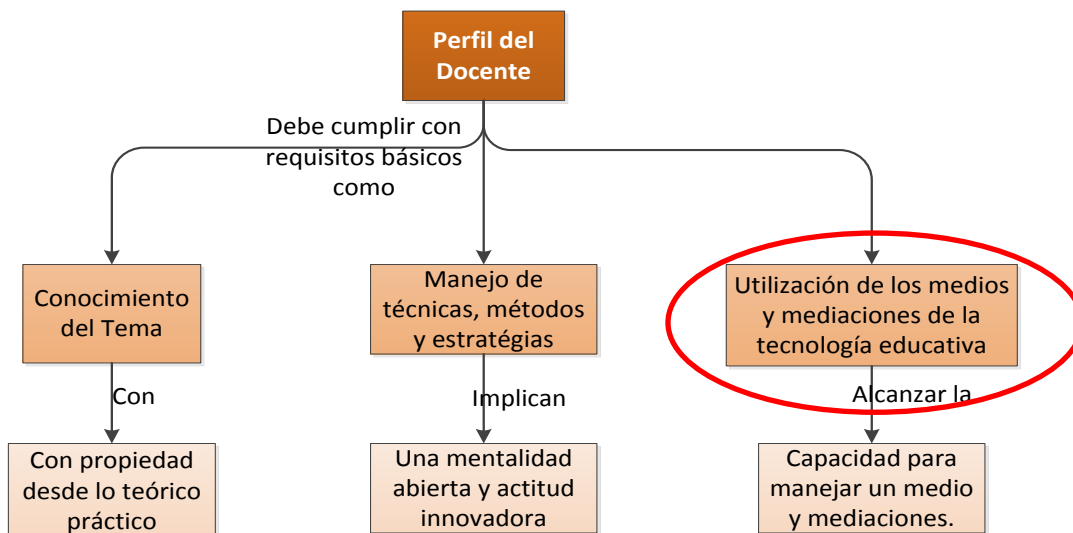 Perfil del
Docente
Debe cumplir con
requisitos básicos
como
Conocimiento
del Tema
Manejo de
técnicas, métodos
y estratégias
Utilización de los medios
y mediaciones de la
tecnología educativa
Con
Implican
Alcanzar la
Con propiedad
desde lo teórico
práctico
Una mentalidad
abierta y actitud
innovadora
Capacidad para
manejar un medio
y mediaciones.